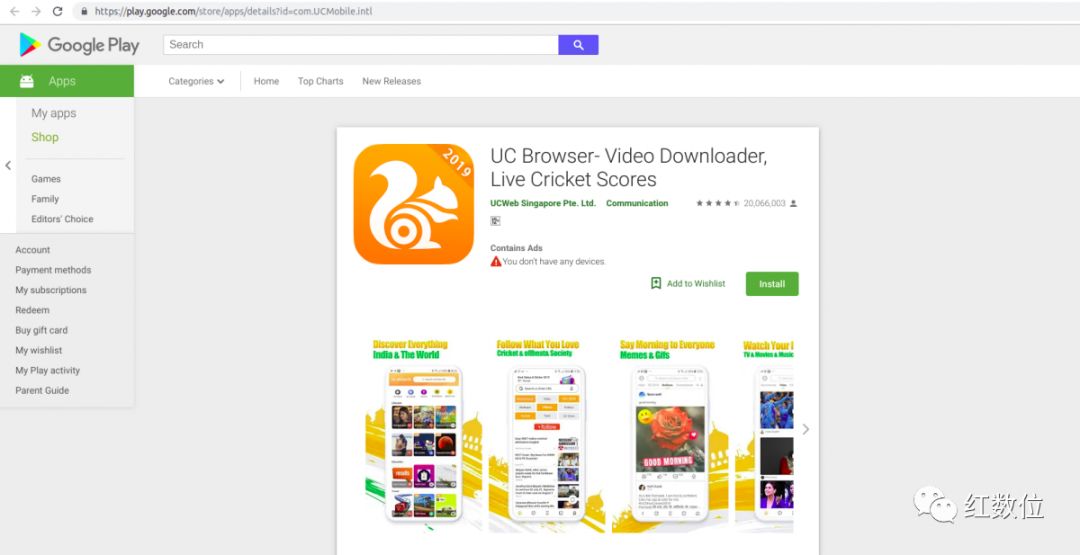 https://play.google.com/store/apps/details?id=com.UCMobile.intl
Google Play
Search
Apps
Categories
Home
Top Charts
New Releases
My apps
Shop
Games
Family
Editors' Choice
Account
Payment methods
My subscriptions
Redeem
Buy gift card
My wishlist
My Play activity
Parent Guide
2019
UC Browser- Video Downloader,
Live Cricket Scores
UCWeb Singapore Pte. Ltd.
Communication
20,066,003
12+
Contains Ads
You don't have any devices.
Add to Wishlist
Install
Discover Everything
India & The World
Follow What You Love
Cricket & offBeats Society
Say Morning to Everyone
Memes & Gifs
Watch Your
TV & Movies & Music
+Follow
GOOD MORNING
红数位